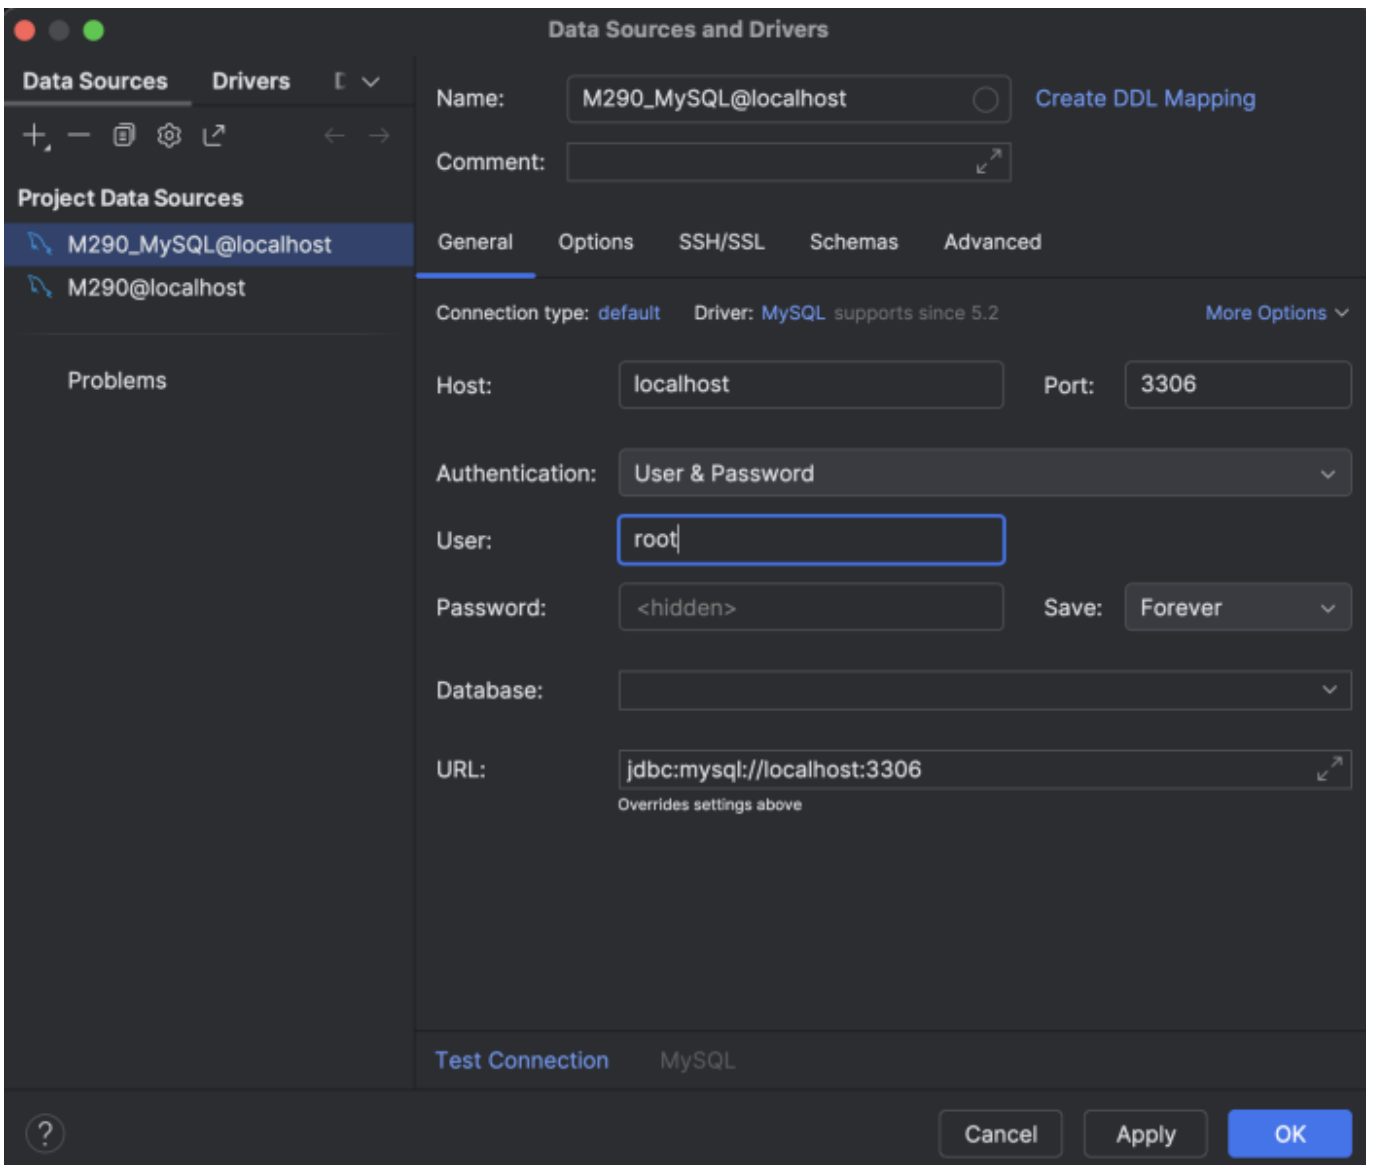 Data Sources and Drivers
Data Sources Drivers
Name: M290_MySQL@localhost Create DDL Mapping
Comment:
Project Data Sources
M290_MySQL@localhost
M290@localhost
Problems
General Options SSH/SSL Schemas Advanced
Connection type: default Driver: MySQL supports since 5.2 More Options
Host: localhost Port: 3306
Authentication: User & Password
User: root
Password: <hidden> Save: Forever
Database:
URL: jdbc:mysql://localhost:3306
Overrides settings above
Test Connection MySQL
? Cancel Apply OK